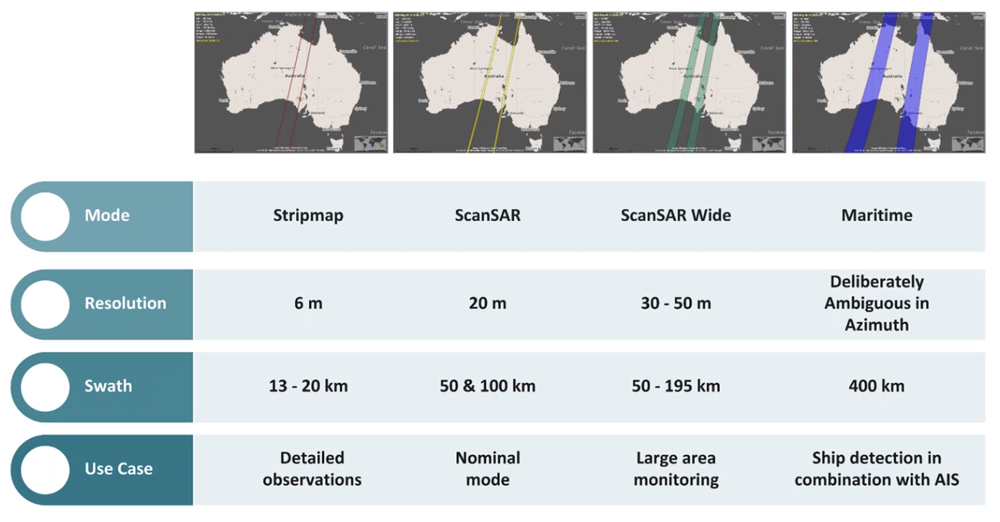 Arafura Sea
Timor Sea
Coral Sea
Townsville
Alice Springs
Australia
Brisbane
Perth
Sydney
Adelaide
Tasman
Arafura Sea
Timor Sea
Coral Sea
Townsville
Alice Springs
Australia
Brisbane
Perth
Sydney
Adelaide
Tasman
Arafura Sea
Timor Sea
Coral Sea
Townsville
Alice Springs
Australia
Brisbane
Perth
Sydney
Adelaide
Tasman
Arafura Sea
Timor Sea
Coral Sea
Townsville
Alice Springs
Australia
Brisbane
Perth
Sydney
Adelaide
Tasman
Mode
Stripmap
ScanSAR
ScanSAR Wide
Maritime
Resolution
6 m
20 m
30 - 50 m
Deliberately
Ambiguous in
Azimuth
Swath
13 - 20 km
50 & 100 km
50 - 195 km
400 km
Use Case
Detailed
observations
Nominal
mode
Large area
monitoring
Ship detection in
combination with AIS